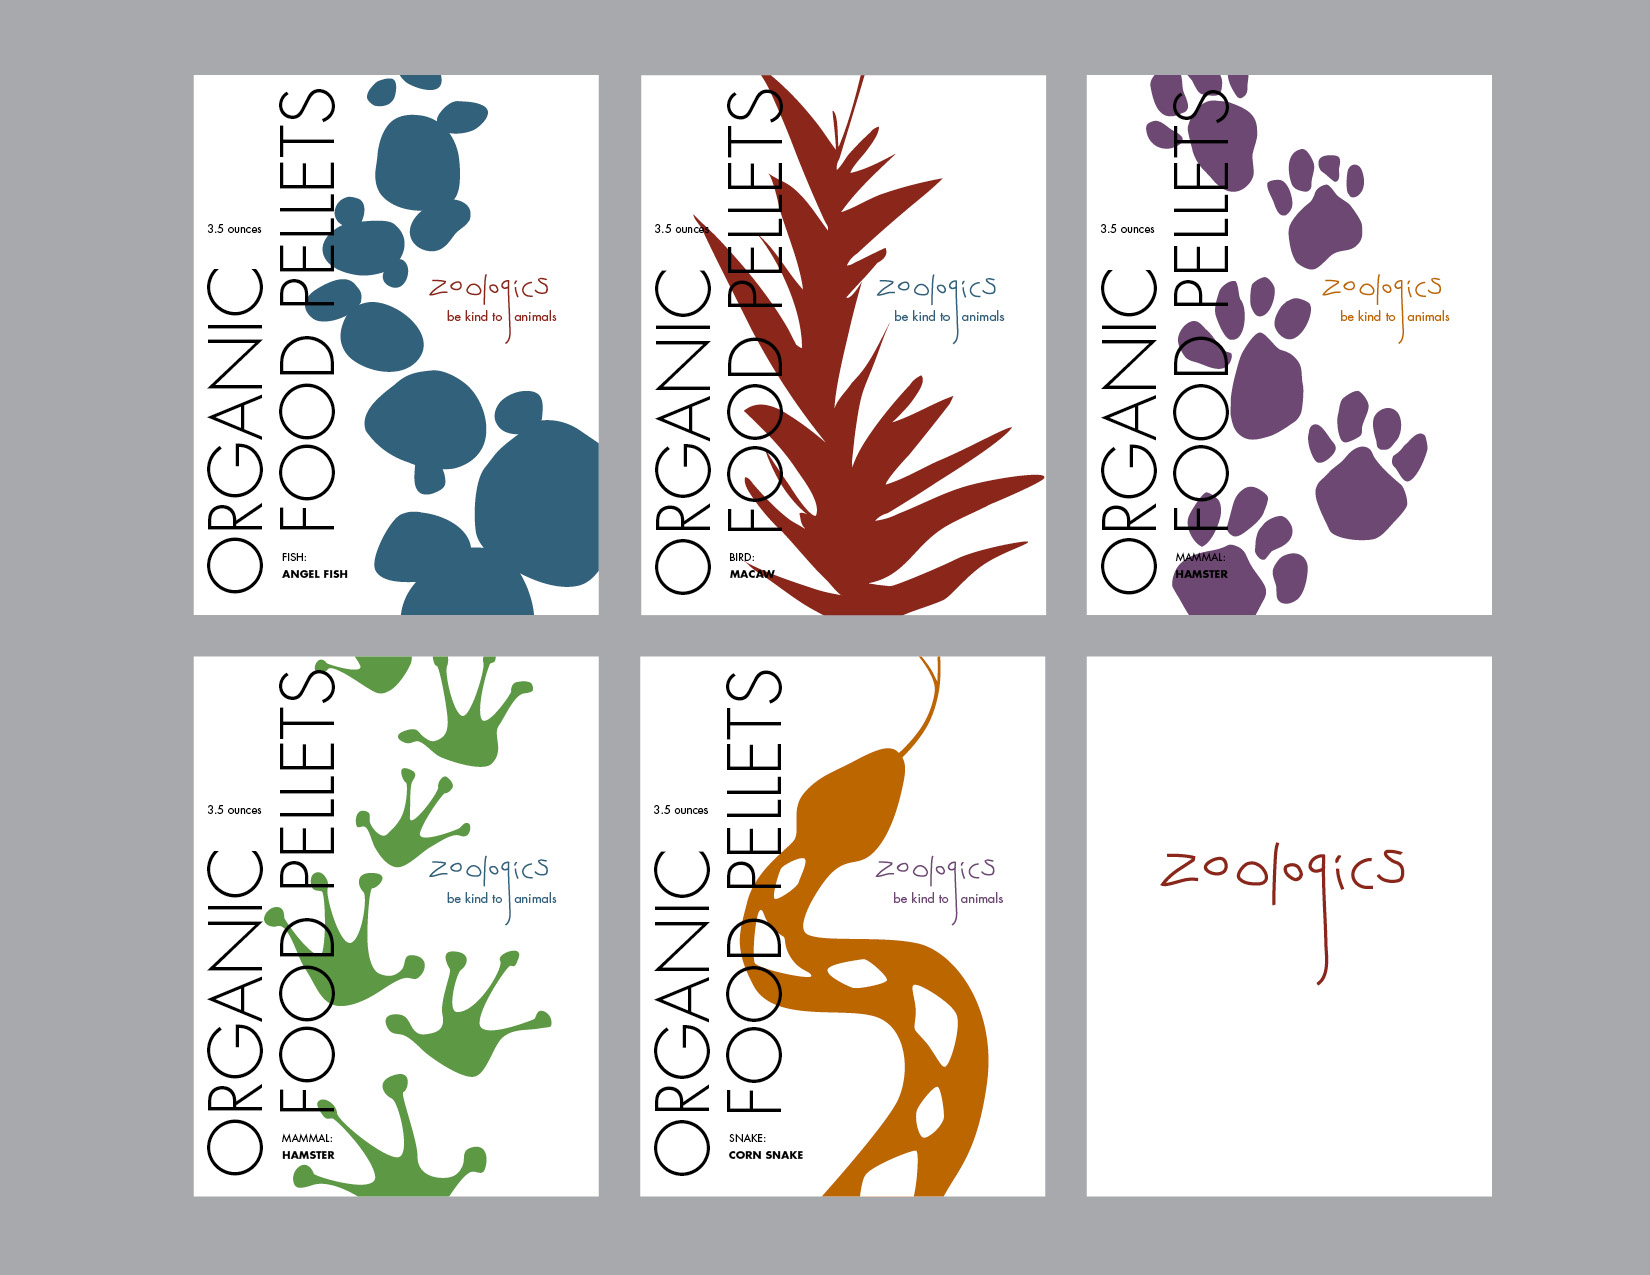 3.5 ounces
ORGANIC
FOOD PELLETS
zoologics
be kind to animals
FISH:
ANGEL FISH
3.5 ounces
ORGANIC
FOOD PELLETS
zoologics
be kind to animals
BIRD:
MACAW
3.5 ounces
ORGANIC
FOOD PELLETS
zoologics
be kind to animals
MAMMAL:
HAMSTER
3.5 ounces
ORGANIC
FOOD PELLETS
zoologics
be kind to animals
MAMMAL:
HAMSTER
3.5 ounces
ORGANIC
FOOD PELLETS
zoologics
be kind to animals
SNAKE:
CORN SNAKE
zoologics